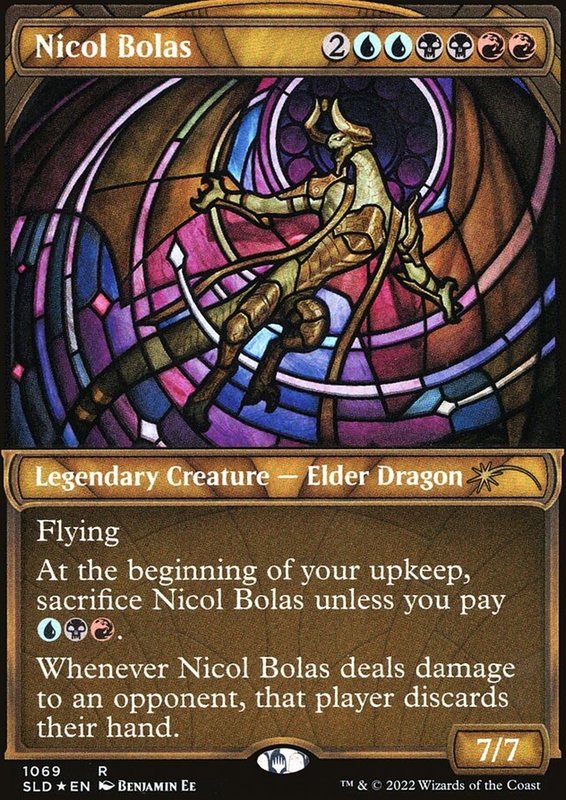 Nicol Bolas 2
Legendary Creature — Elder Dragon
Flying
At the beginning of your upkeep,
sacrifice Nicol Bolas unless you pay
.
Whenever Nicol Bolas deals damage
to an opponent, that player discards
their hand.
7/7
1069 R
SLD ★ EN Benjamin Ee
™ & © 2022 Wizards of the Coast